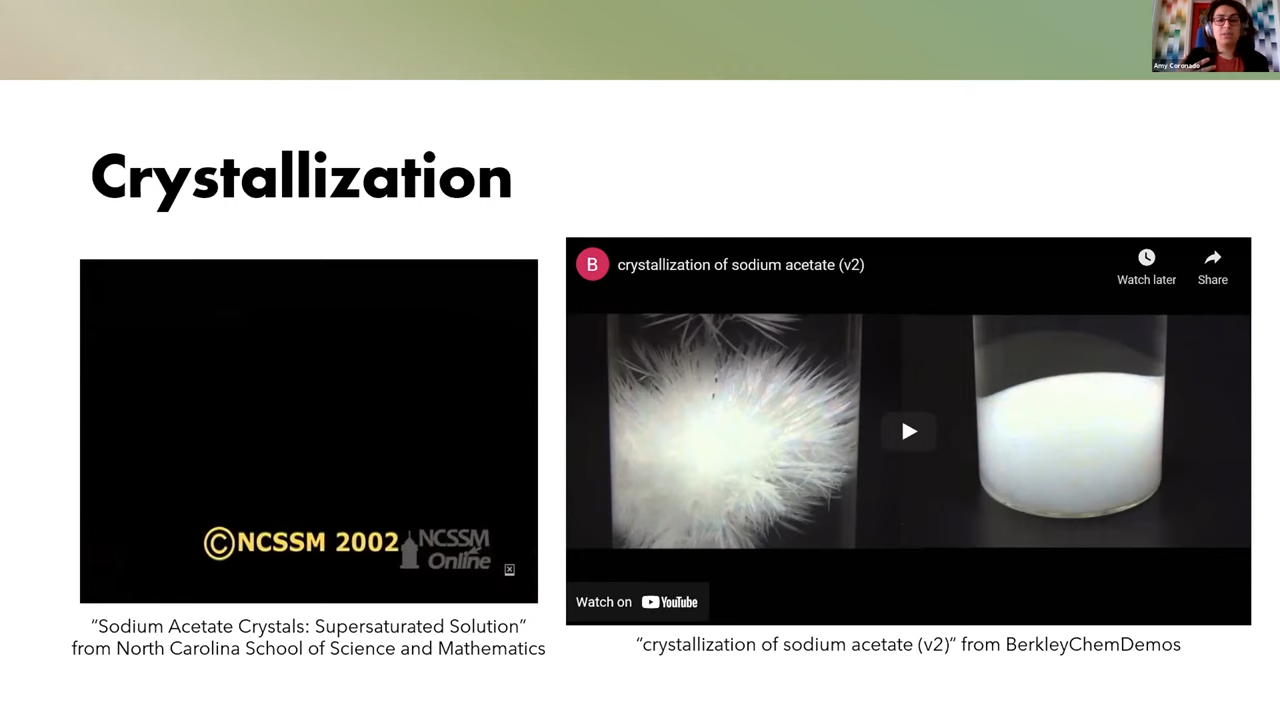 Amy Coronado
Crystallization
©NCSSM 2002
NCSSM
Online
“Sodium Acetate Crystals: Supersaturated Solution”
from North Carolina School of Science and Mathematics
B
crystallization of sodium acetate (v2)
Watch later
Share
Watch on YouTube
“crystallization of sodium acetate (v2)” from BerkleyChemDemos